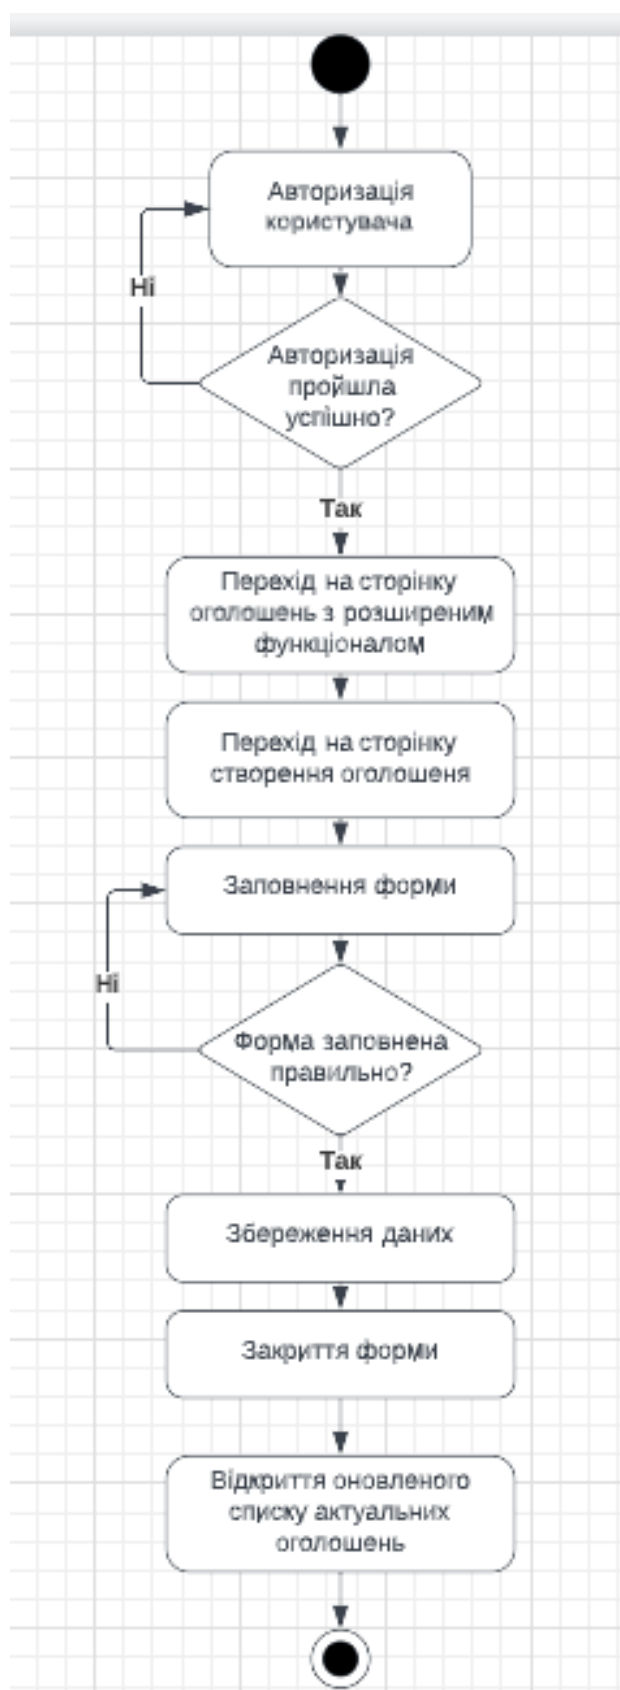 Авторизація
користувача
Ні
Авторизація
пройшла
успішно?
Так
Перехід на сторінку
оголошень з розширеним
функціоналом
Перехід на сторінку
створення оголошеня
Заповнення форми
Ні
Форма заповнена
правильно?
Так
Збереження даних
Закриття форми
Відкриття оновленого
списку актуальних
оголошень